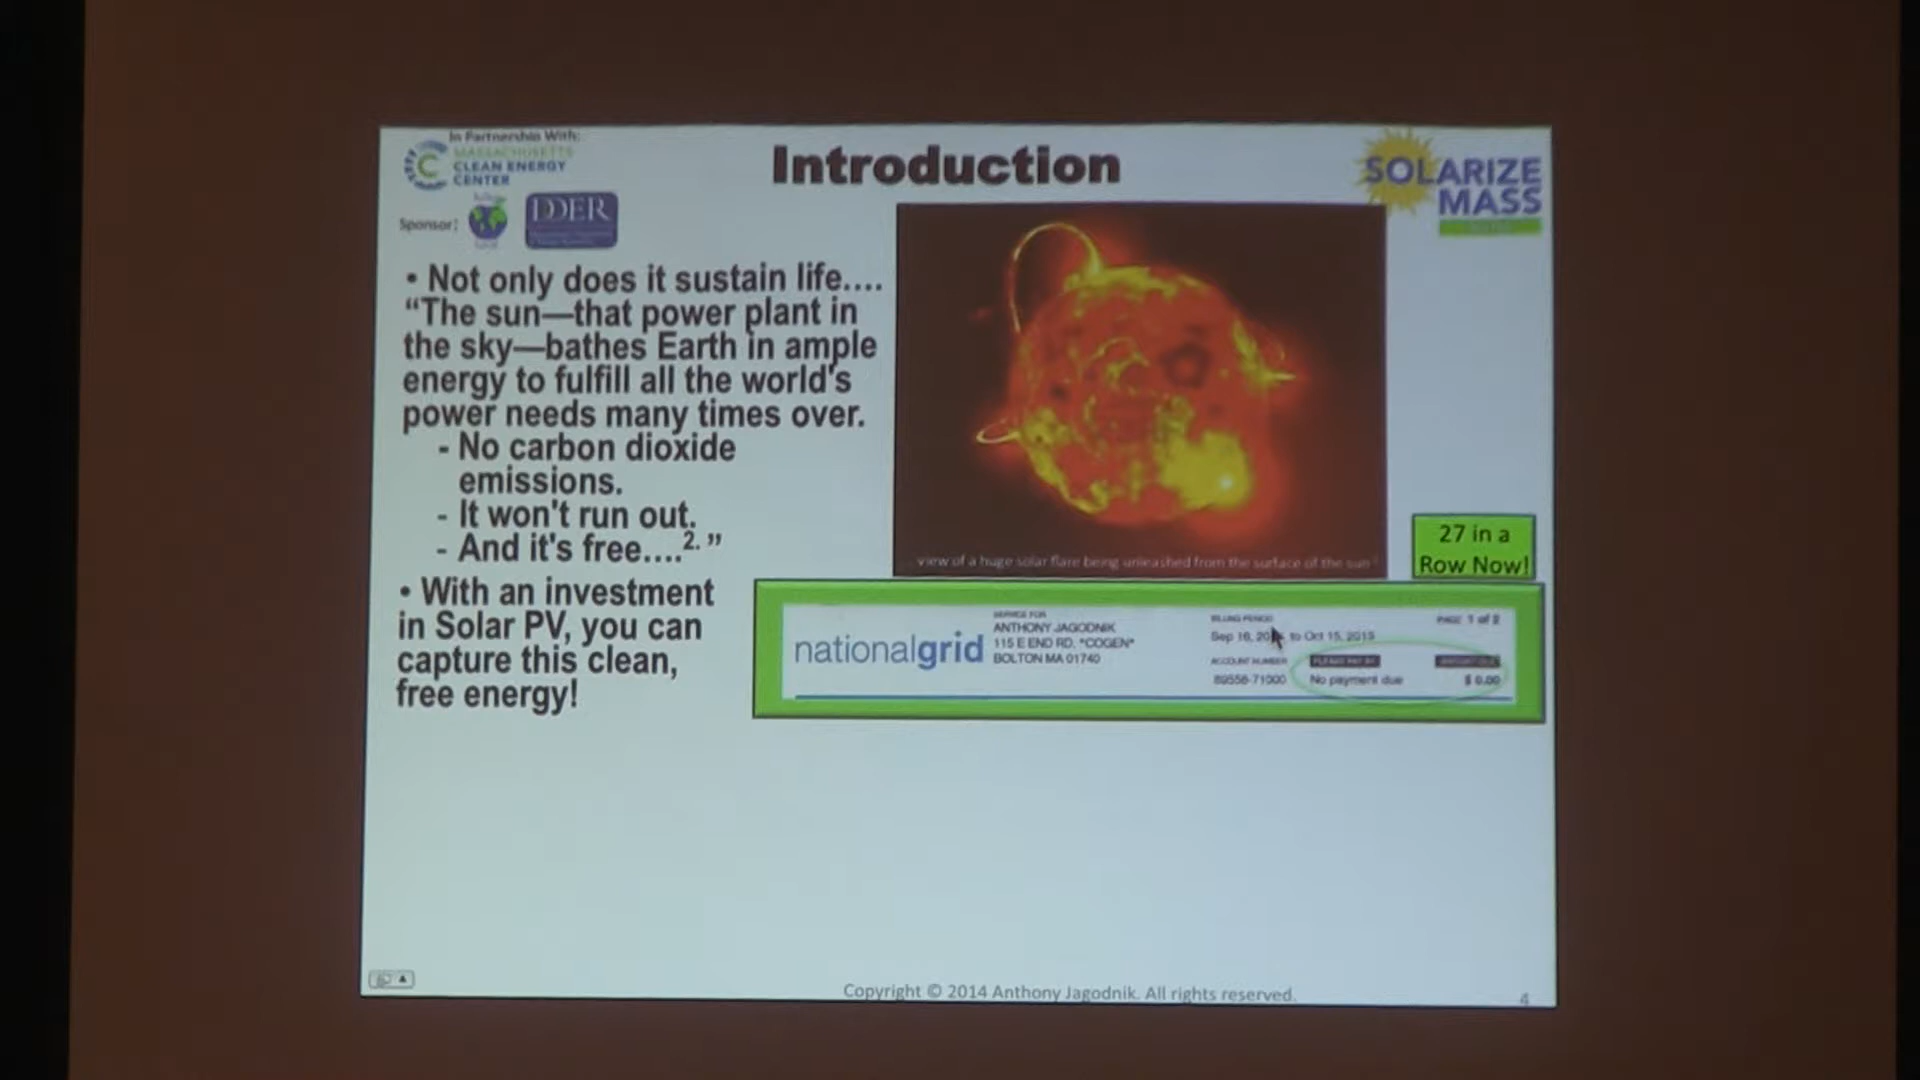 In Partnership With:
MASSACHUSETTS
CLEAN ENERGY
CENTER
Sponsor:
DOER
Introduction
SOLARIZE
MASS
• Not only does it sustain life....
“The sun—that power plant in
the sky—bathes Earth in ample
energy to fulfill all the world's
power needs many times over.
- No carbon dioxide
emissions.
- It won't run out.
- And it's free....2. ”
• With an investment
in Solar PV, you can
capture this clean,
free energy!
view of a huge solar flare being unleashed from the surface of the sun
27 in a
Row Now!
nationalgrid
SERVICE FOR
ANTHONY JAGODNIK
115 E END RD. *COGEN*
BOLTON MA 01740
BILLING PERIOD
Sep 16, to Oct 15, 2013
PAGE 1 of 2
ACCOUNT NUMBER
PLEASE PAY BY
AMOUNT DUE
89556-71000
No payment due
$ 0.00
Copyright © 2014 Anthony Jagodnik. All rights reserved.
4